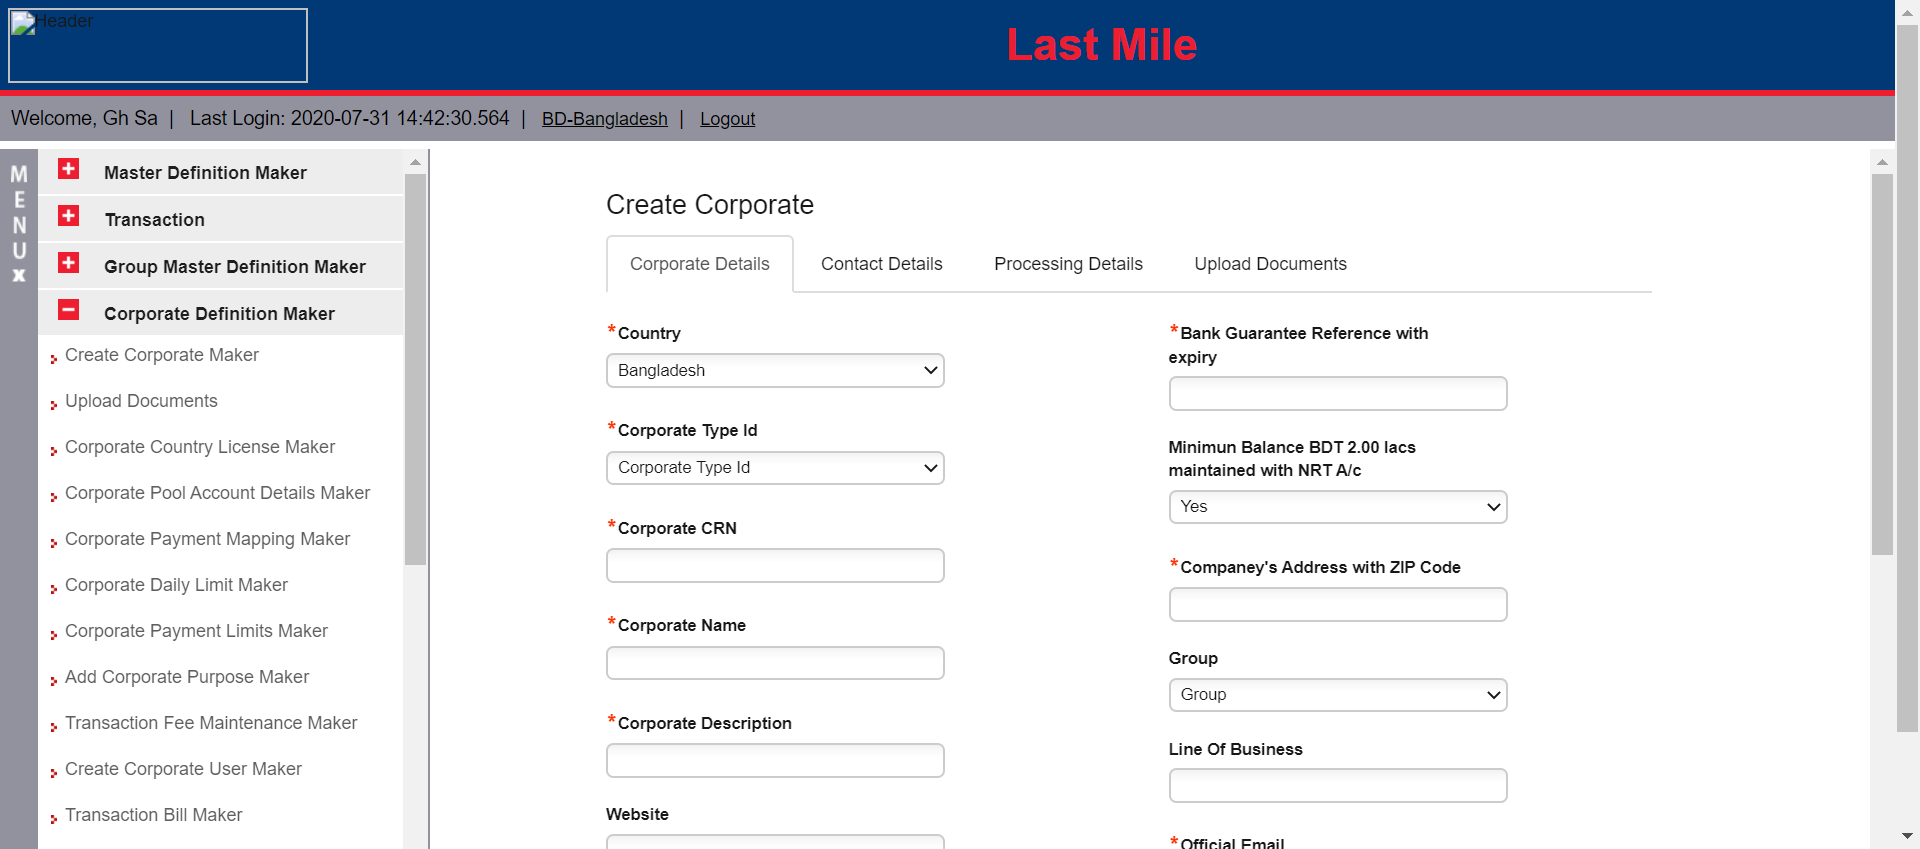 Header
Last Mile
Welcome, Gh Sa | Last Login: 2020-07-31 14:42:30.564 | BD-Bangladesh | Logout
MENU
x
Master Definition Maker
Transaction
Group Master Definition Maker
Corporate Definition Maker
Create Corporate Maker
Upload Documents
Corporate Country License Maker
Corporate Pool Account Details Maker
Corporate Payment Mapping Maker
Corporate Daily Limit Maker
Corporate Payment Limits Maker
Add Corporate Purpose Maker
Transaction Fee Maintenance Maker
Create Corporate User Maker
Transaction Bill Maker
Create Corporate
Corporate Details
Contact Details
Processing Details
Upload Documents
*Country
Bangladesh
*Corporate Type Id
Corporate Type Id
*Corporate CRN
*Corporate Name
*Corporate Description
Website
*Bank Guarantee Reference with
expiry
Minimun Balance BDT 2.00 lacs
maintained with NRT A/c
Yes
*Companey's Address with ZIP Code
Group
Group
Line Of Business
*Official Email